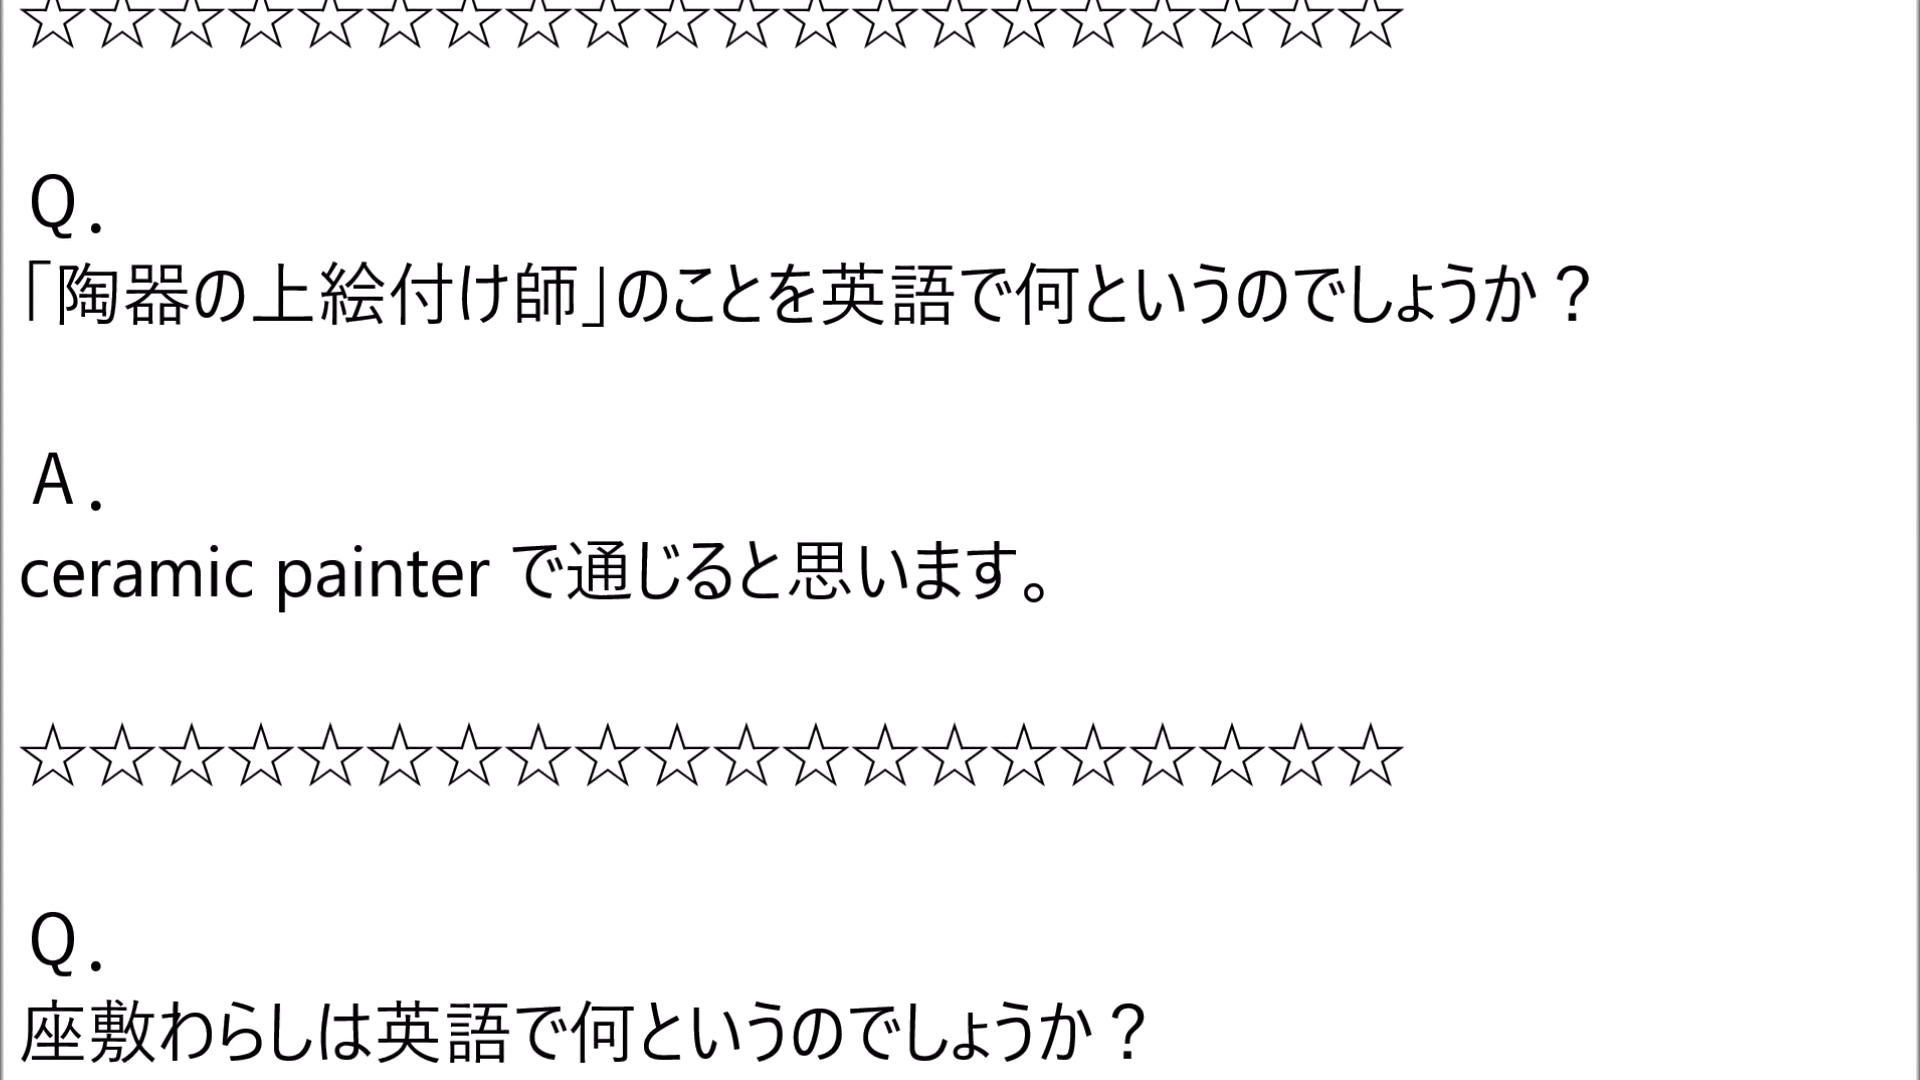 ☆☆☆☆☆☆☆☆☆☆☆☆☆☆☆☆☆☆☆☆
Ｑ.
「陶器の上絵付け師」のことを英語で何というのでしょうか？
Ａ.
ceramic painter で通じると思います。
☆☆☆☆☆☆☆☆☆☆☆☆☆☆☆☆☆☆☆☆
Ｑ.
座敷わらしは英語で何というのでしょうか？